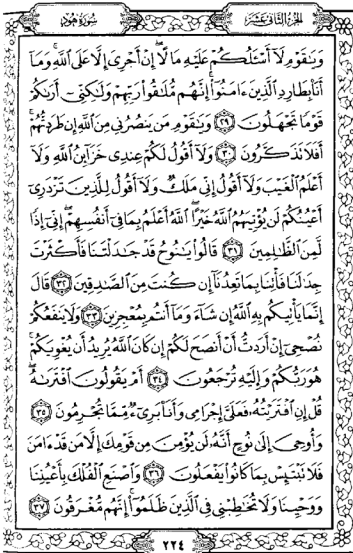 سورة هود
الجزء الثاني عشر
وَيَٰقَوْمِ لَآ أَسْـَٔلُكُمْ عَلَيْهِ مَالًا ۖ إِنْ أَجْرِىَ إِلَّا عَلَى ٱللَّهِ ۚ وَمَآ
أَنَا۠ بِطَارِدِ ٱلَّذِينَ ءَامَنُوٓا۟ ۚ إِنَّهُم مُّلَٰقُوا۟ رَبِّهِمْ وَلَٰكِنِّىٓ أَرَىٰكُمْ
قَوْمًا تَجْهَلُونَ ٢٩ وَيَٰقَوْمِ مَن يَنصُرُنِى مِنَ ٱللَّهِ إِن طَرَدتُّهُمْ ۚ
أَفَلَا تَذَكَّرُونَ ٣٠ وَلَآ أَقُولُ لَكُمْ عِندِى خَزَآئِنُ ٱللَّهِ وَلَآ
أَعْلَمُ ٱلْغَيْبَ وَلَآ أَقُولُ إِنِّى مَلَكٌ وَلَآ أَقُولُ لِلَّذِينَ تَزْدَرِىٓ
أَعْيُنُكُمْ لَن يُؤْتِيَهُمُ ٱللَّهُ خَيْرًا ۖ ٱللَّهُ أَعْلَمُ بِمَا فِىٓ أَنفُسِهِمْ ۖ إِنِّىٓ إِذًا
لَّمِنَ ٱلظَّٰلِمِينَ ٣١ قَالُوا۟ يَٰنُوحُ قَدْ جَٰدَلْتَنَا فَأَكْثَرْتَ
جِدَٰلَنَا فَأْتِنَا بِمَا تَعِدُنَآ إِن كُنتَ مِنَ ٱلصَّٰدِقِينَ ٣٢ قَالَ
إِنَّمَا يَأْتِيكُم بِهِ ٱللَّهُ إِن شَآءَ وَمَآ أَنتُم بِمُعْجِزِينَ ٣٣ وَلَا يَنفَعُكُمْ
نُصْحِىٓ إِنْ أَرَدتُّ أَنْ أَنصَحَ لَكُمْ إِن كَانَ ٱللَّهُ يُرِيدُ أَن يُغْوِيَكُمْ ۚ
هُوَ رَبُّكُمْ وَإِلَيْهِ تُرْجَعُونَ ٣٤ أَمْ يَقُولُونَ ٱفْتَرَىٰهُ ۖ
قُلْ إِنِ ٱفْتَرَيْتُهُۥ فَعَلَىَّ إِجْرَامِى وَأَنَا۠ بَرِىٓءٌ مِّمَّا تُجْرِمُونَ ٣٥
وَأُوحِىَ إِلَىٰ نُوحٍ أَنَّهُۥ لَن يُؤْمِنَ مِن قَوْمِكَ إِلَّا مَن قَدْ ءَامَنَ
فَلَا تَبْتَئِسْ بِمَا كَانُوا۟ يَفْعَلُونَ ٣٦ وَٱصْنَعِ ٱلْفُلْكَ بِأَعْيُنِنَا
وَوَحْيِنَا وَلَا تُخَٰطِبْنِى فِى ٱلَّذِينَ ظَلَمُوٓا۟ ۚ إِنَّهُم مُّغْرَقُونَ ٣٧
٢٢٤